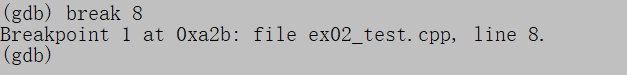 (gdb) break 8
Breakpoint 1 at 0xa2b: file ex02_test.cpp, line 8.
(gdb)